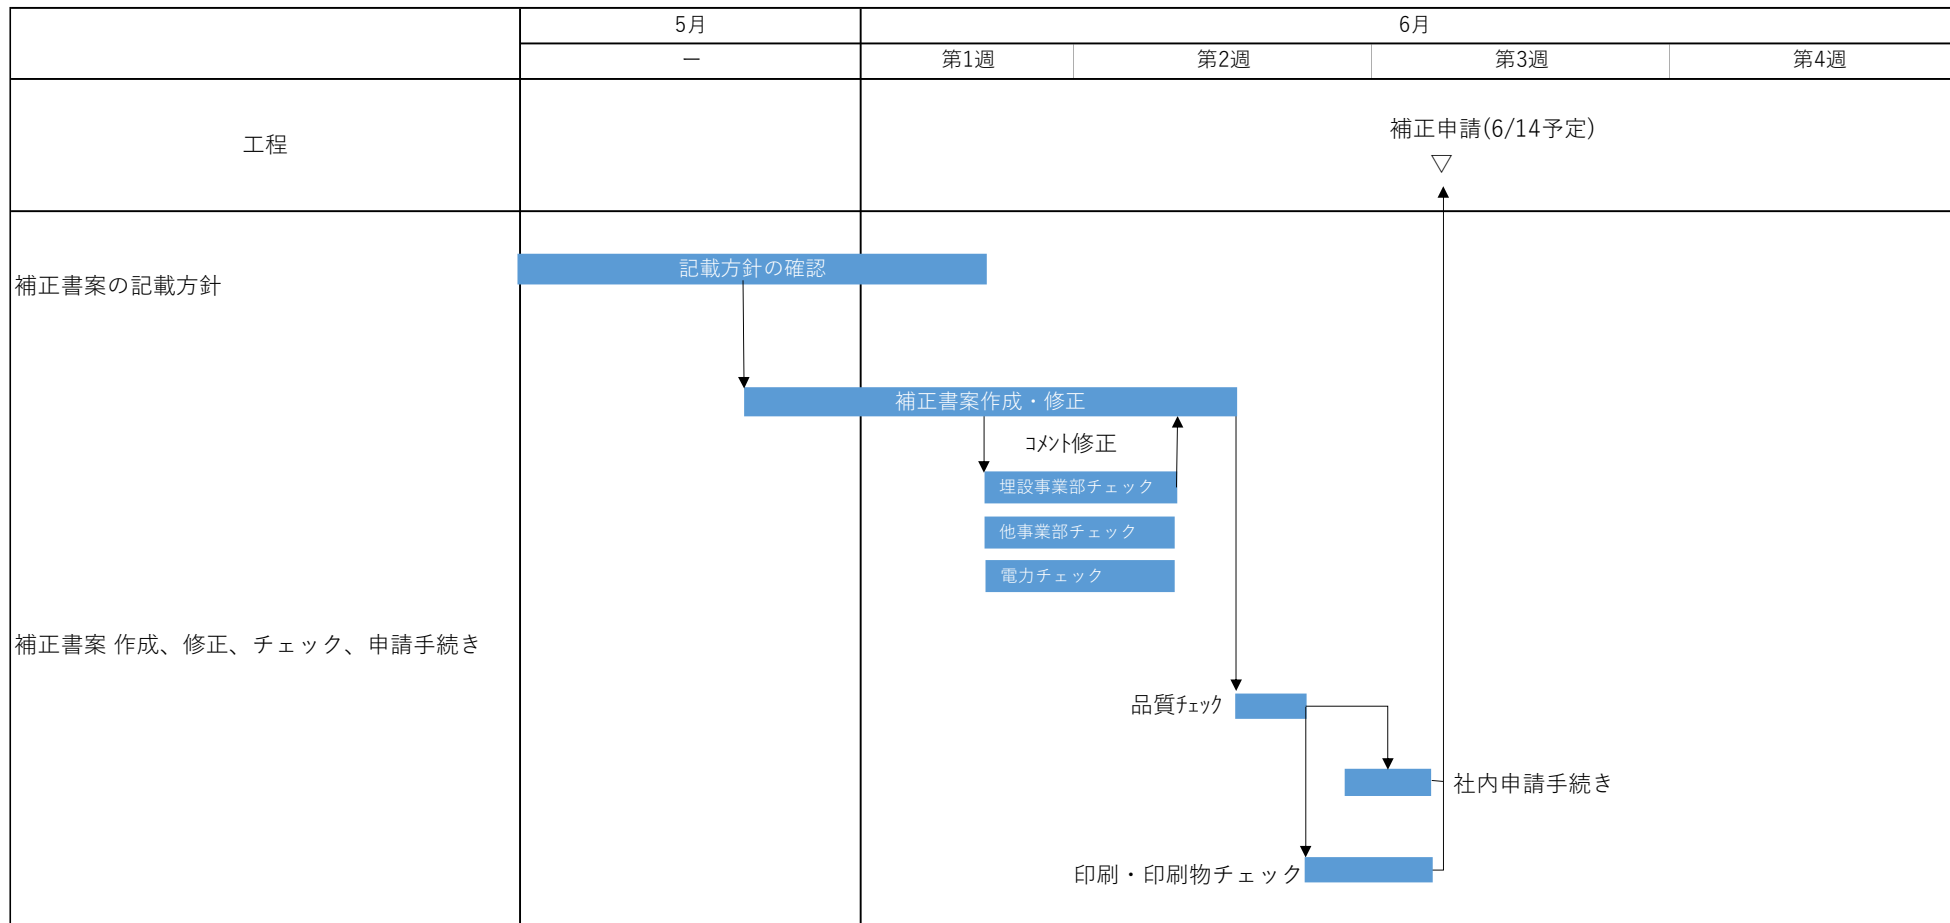 5月
6月
ー
第1週
第2週
第3週
第4週
工程
補正申請(6/14予定)
▽
補正書案の記載方針
記載方針の確認
補正書案作成・修正
ｺﾒﾝﾄ修正
埋設事業部チェック
他事業部チェック
電力チェック
補正書案 作成、修正、チェック、申請手続き
品質ﾁｪｯｸ
社内申請手続き
印刷・印刷物チェック